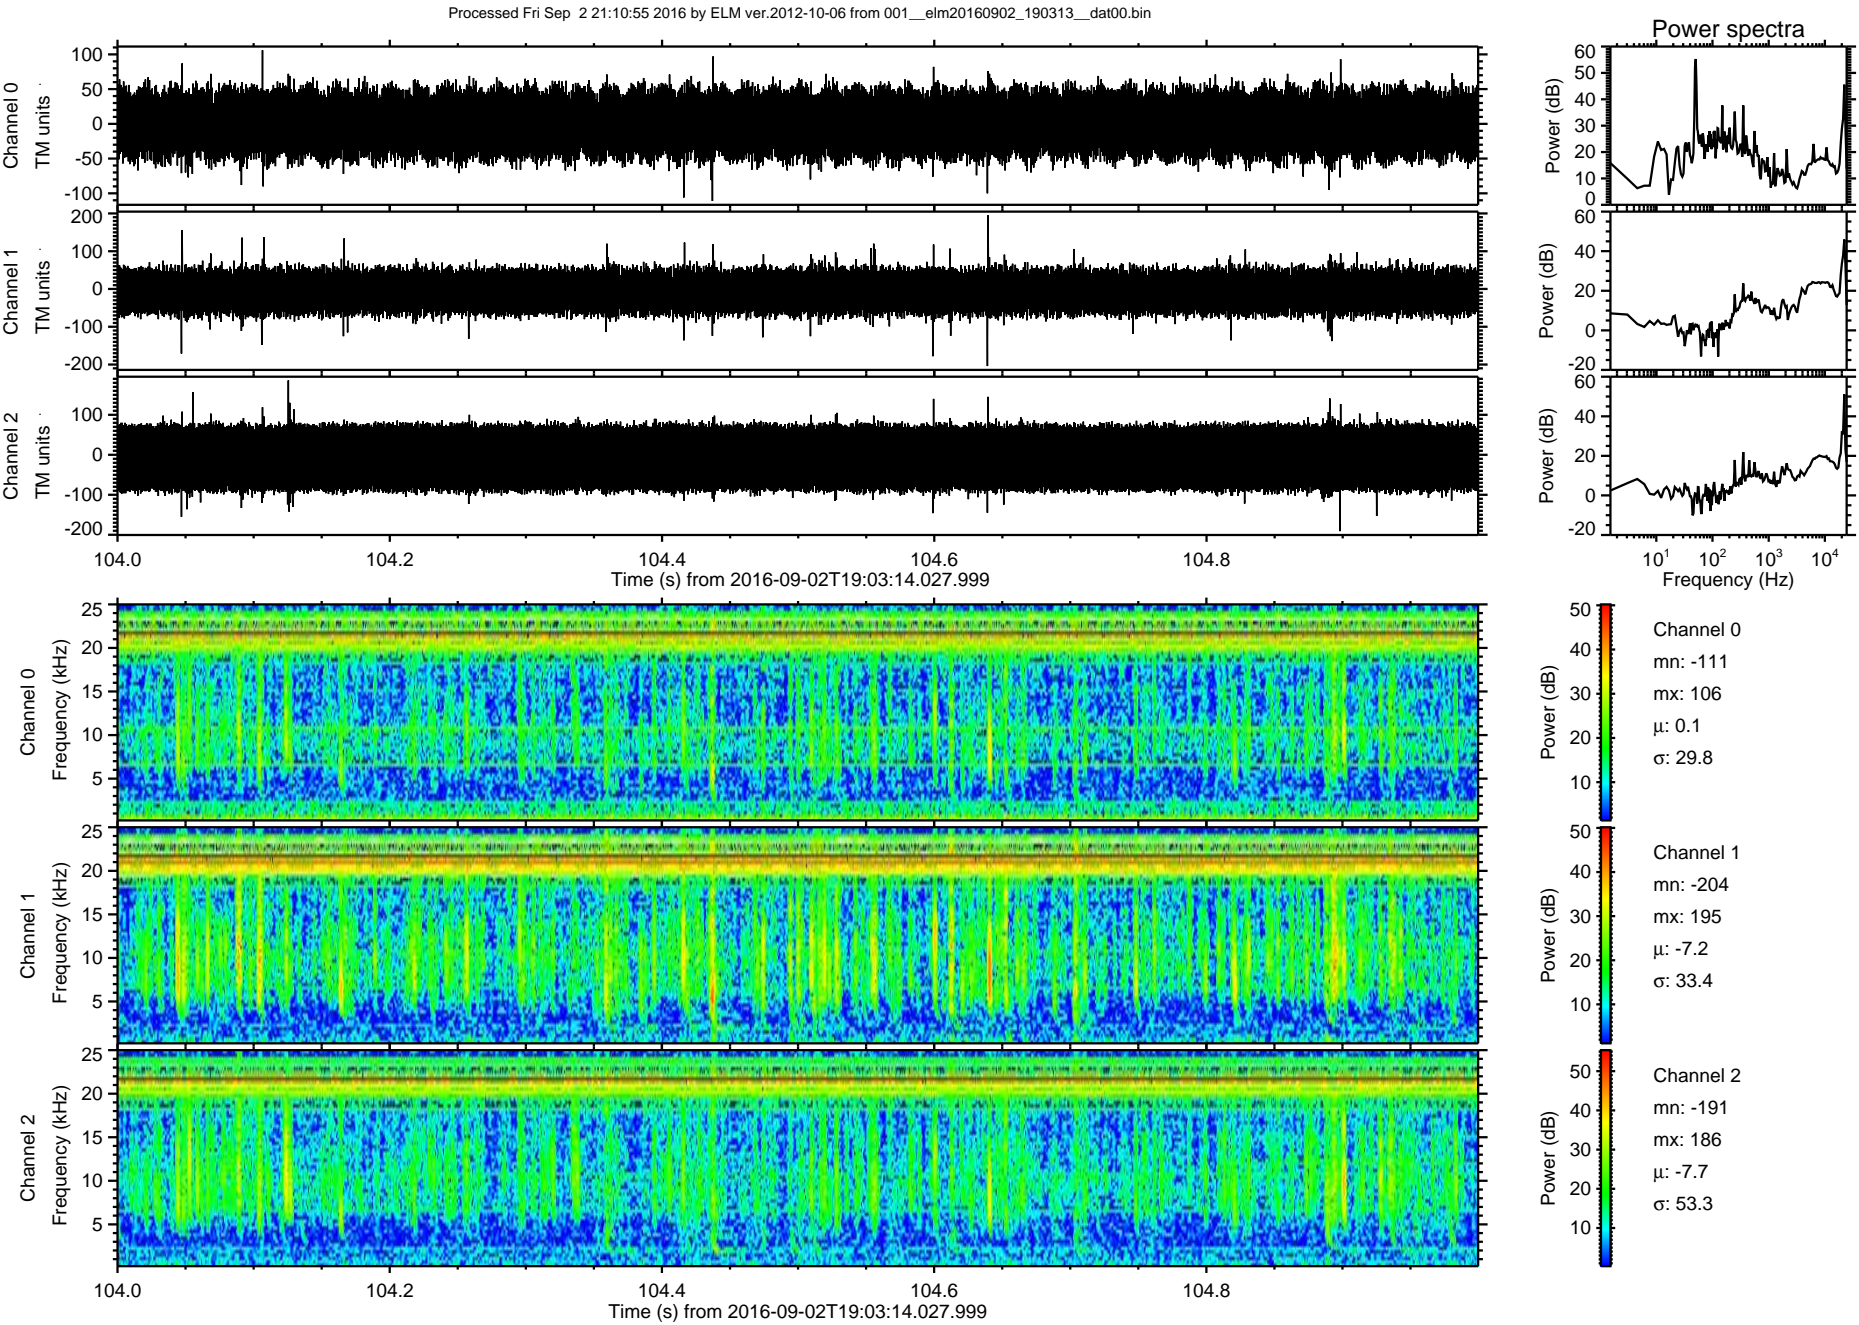 Processed Fri Sep 2 21:10:55 2016 by ELM ver.2012-10-06 from 001__elm20160902_190313__dat00.bin
Power spectra
Channel 0
TM units
100
50
0
-50
-100
Power (dB)
60
50
40
30
20
10
0
Channel 1
TM units
200
100
0
-100
-200
Power (dB)
60
40
20
0
-20
Channel 2
TM units
100
0
-100
-200
Power (dB)
60
40
20
0
-20
104.0 104.2 104.4 104.6 104.8
Time (s) from 2016-09-02T19:03:14.027.999
10^1 10^2 10^3 10^4
Frequency (Hz)
Channel 0
Frequency (kHz)
25
20
15
10
5
Power (dB)
50
40
30
20
10
Channel 0
mn: -111
mx: 106
μ: 0.1
σ: 29.8
Channel 1
Frequency (kHz)
25
20
15
10
5
Power (dB)
50
40
30
20
10
Channel 1
mn: -204
mx: 195
μ: -7.2
σ: 33.4
Channel 2
Frequency (kHz)
25
20
15
10
5
Power (dB)
50
40
30
20
10
Channel 2
mn: -191
mx: 186
μ: -7.7
σ: 53.3
104.0 104.2 104.4 104.6 104.8
Time (s) from 2016-09-02T19:03:14.027.999